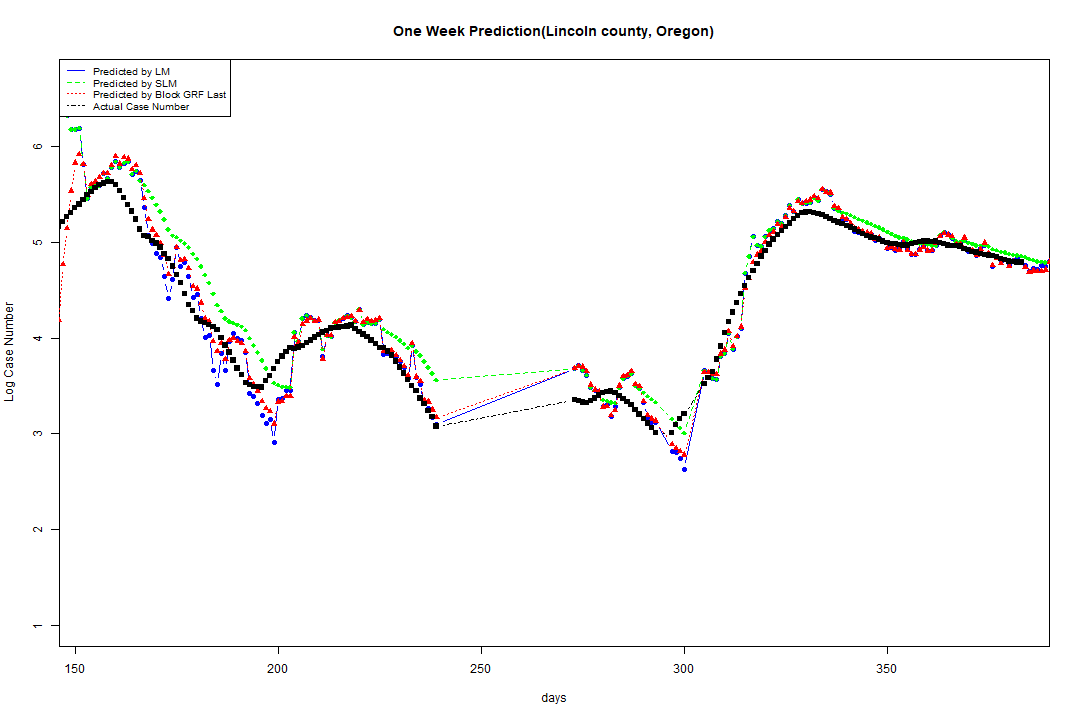 One Week Prediction(Lincoln county, Oregon)
Predicted by LM
Predicted by SLM
Predicted by Block GRF Last
Actual Case Number
Log Case Number
6
5
4
3
2
1
150 200 250 300 350
days